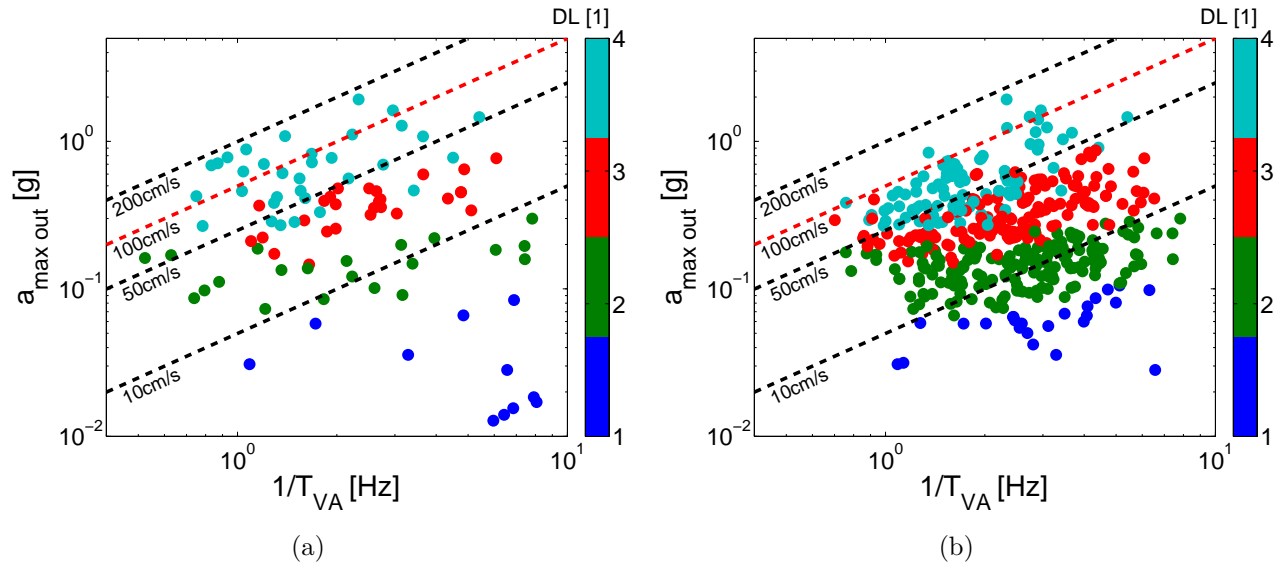 DL [1]
4
3
2
1
10^0
10^-1
10^-2
a_max out [g]
200cm/s
100cm/s
50cm/s
10cm/s
10^0
10^1
1/T_VA [Hz]
(a)
DL [1]
4
3
2
1
10^0
10^-1
10^-2
a_max out [g]
200cm/s
100cm/s
50cm/s
10cm/s
10^0
10^1
1/T_VA [Hz]
(b)